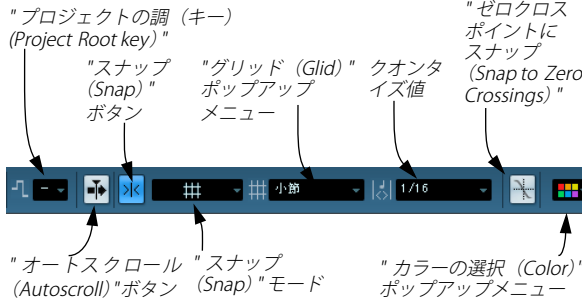 "プロジェクトの調（キー）
(Project Root key) "
"スナップ
（Snap）"
ボタン
"グリッド（Glid）"
ポップアップ
メニュー
クオンタ
イズ値
"ゼロクロス
ポイントに
スナップ
（Snap to Zero
Crossings）"
-
小節
1/16
"オートスクロール
(Autoscroll) "ボタン
"スナップ
（Snap）"モード
"カラーの選択（Color）"
ポップアップメニュー